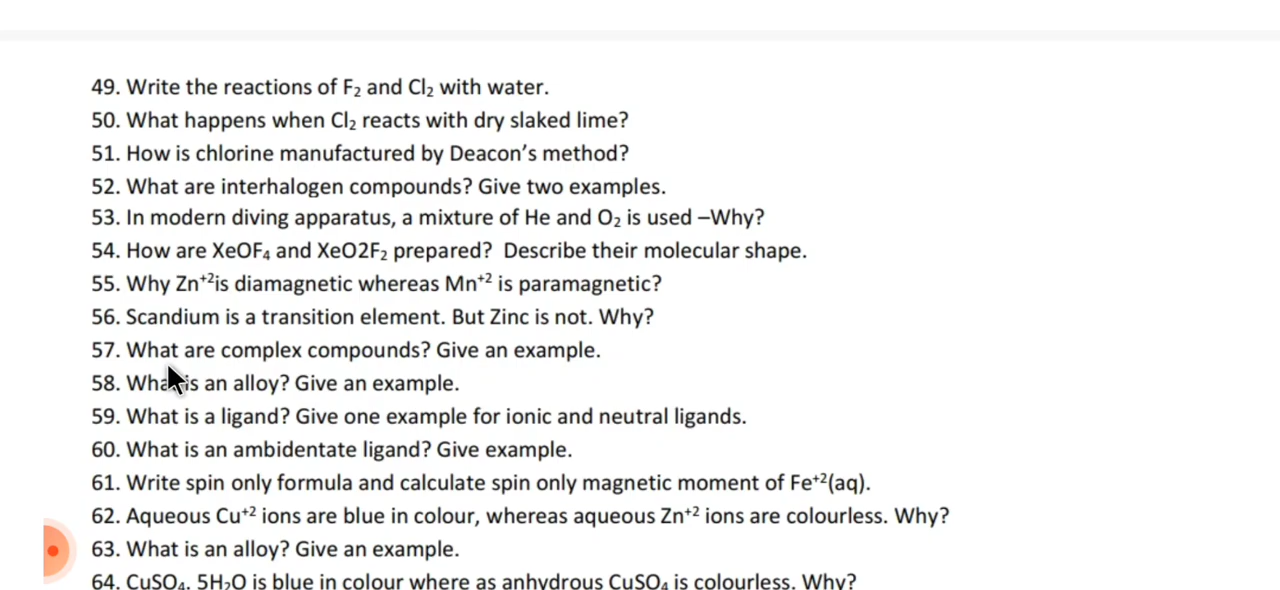 49. Write the reactions of F₂ and Cl₂ with water.
50. What happens when Cl₂ reacts with dry slaked lime?
51. How is chlorine manufactured by Deacon’s method?
52. What are interhalogen compounds? Give two examples.
53. In modern diving apparatus, a mixture of He and O₂ is used –Why?
54. How are XeOF₄ and XeO2F₂ prepared?  Describe their molecular shape.
55. Why Zn⁺²is diamagnetic whereas Mn⁺² is paramagnetic?
56. Scandium is a transition element. But Zinc is not. Why?
57. What are complex compounds? Give an example.
58. What is an alloy? Give an example.
59. What is a ligand? Give one example for ionic and neutral ligands.
60. What is an ambidentate ligand? Give example.
61. Write spin only formula and calculate spin only magnetic moment of Fe⁺²(aq).
62. Aqueous Cu⁺² ions are blue in colour, whereas aqueous Zn⁺² ions are colourless. Why?
63. What is an alloy? Give an example.
64. CuSO₄. 5H₂O is blue in colour where as anhydrous CuSO₄ is colourless. Why?